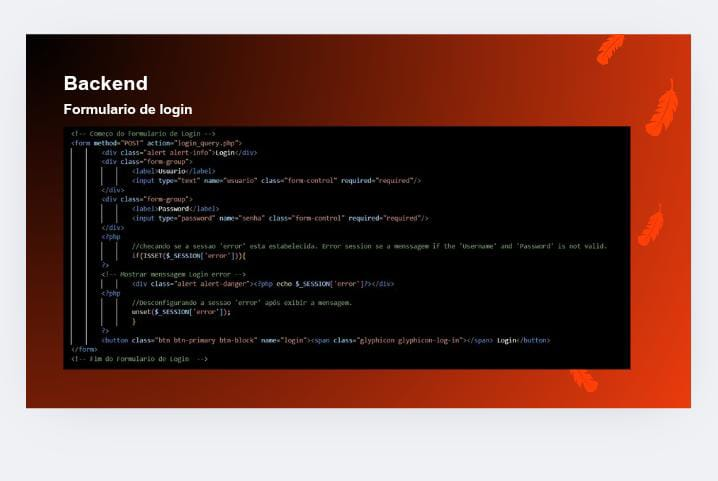 Backend
Formulario de login
<!-- Começo do Formulario de Login -->
<form method="POST" action="login_query.php">
<div class="alert alert-info">Login</div>
<div class="form-group">
<label>Usuario</label>
<input type="text" name="usuario" class="form-control" required="required"/>
</div>
<div class="form-group">
<label>Password</label>
<input type="password" name="senha" class="form-control" required="required"/>
</div>
<?php
//checando se a sessao 'error' esta estabelecida. Error session se a menssagem if the 'Username' and 'Password' is not valid.
if(ISSET($_SESSION['error'])){
?>
<!-- Mostrar menssagem Login error -->
<div class="alert alert-danger"><?php echo $_SESSION['error']?></div>
<?php
//Desconfigurando a sessao 'error' após exibir a mensagem.
unset($_SESSION['error']);
}
?>
<button class="btn btn-primary btn-block" name="login"><span class="glyphicon glyphicon-log-in"></span> Login</button>
</form>
<!-- Fim do Formulario de Login -->